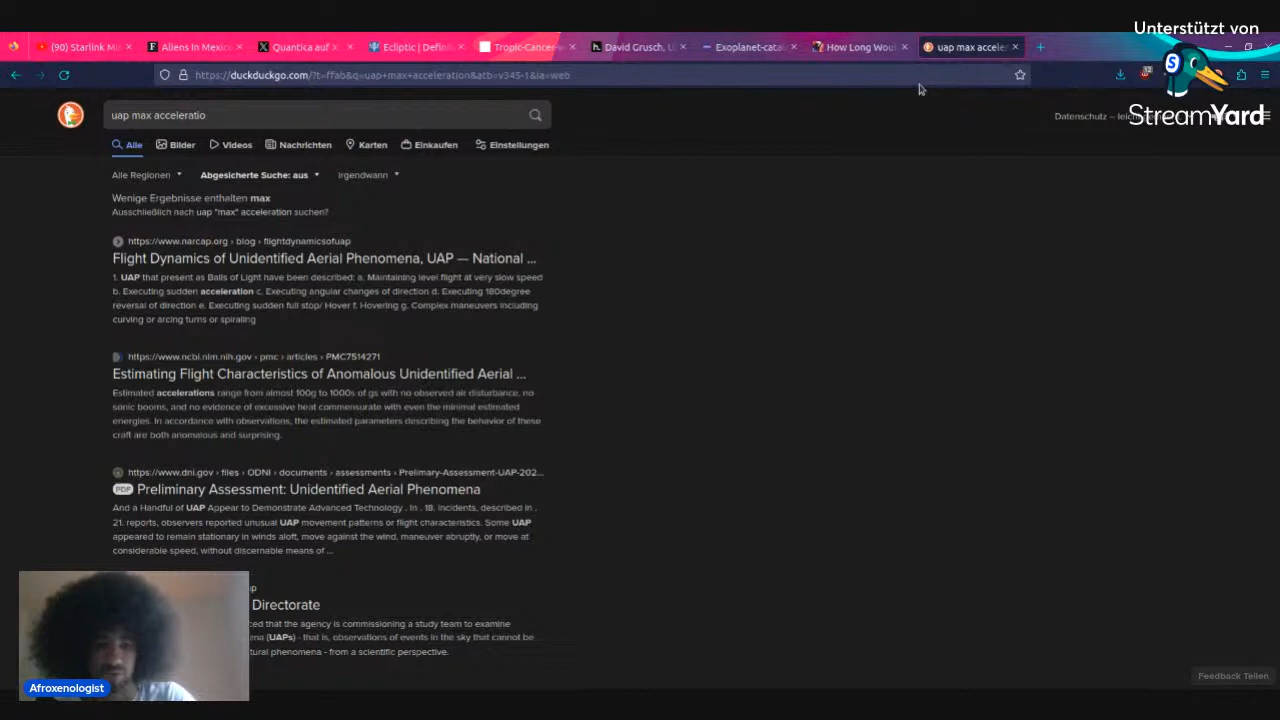 Unterstützt von
StreamYard
(90) Starlink Mi
Aliens in Mexico
Quantica auf X
Ecliptic | Defini
Tropic-Cancer
David Grusch, U
Exoplanet-cata
How Long Wou
uap max acceler
https://duckduckgo.com/?t=ffab&q=uap+max+acceleration&atb=v345-1&ia=web
uap max acceleratio
Datenschutz – leich
Alle
Bilder
Videos
Nachrichten
Karten
Einkaufen
Einstellungen
Alle Regionen
Abgesicherte Suche: aus
Irgendwann
Wenige Ergebnisse enthalten max
Ausschließlich nach uap "max" acceleration suchen?
https://www.narcap.org › blog › flightdynamicsofuap
Flight Dynamics of Unidentified Aerial Phenomena, UAP — National ...
1. UAP that present as Balls of Light have been described: a. Maintaining level flight at very slow speed
b. Executing sudden acceleration c. Executing angular changes of direction d. Executing 180degree
reversal of direction e. Executing sudden full stop/ Hover f. Hovering g. Complex maneuvers including
curving or arcing turns or spiraling
https://www.ncbi.nlm.nih.gov › pmc › articles › PMC7514271
Estimating Flight Characteristics of Anomalous Unidentified Aerial ...
Estimated accelerations range from almost 100g to 1000s of gs with no observed air disturbance, no
sonic booms, and no evidence of excessive heat commensurate with even the minimal estimated
energies. In accordance with observations, the estimated parameters describing the behavior of these
craft are both anomalous and surprising.
https://www.dni.gov › files › ODNI › documents › assessments › Prelimary-Assessment-UAP-202...
PDF Preliminary Assessment: Unidentified Aerial Phenomena
And a Handful of UAP Appear to Demonstrate Advanced Technology . In . 18. incidents, described in .
21. reports, observers reported unusual UAP movement patterns or flight characteristics. Some UAP
appeared to remain stationary in winds aloft, move against the wind, maneuver abruptly, or move at
considerable speed, without discernable means of ...
ap
Directorate
ced that the agency is commissioning a study team to examine
ena (UAPs) - that is, observations of events in the sky that cannot be
tural phenomena - from a scientific perspective.
Afroxenologist
Feedback Teilen